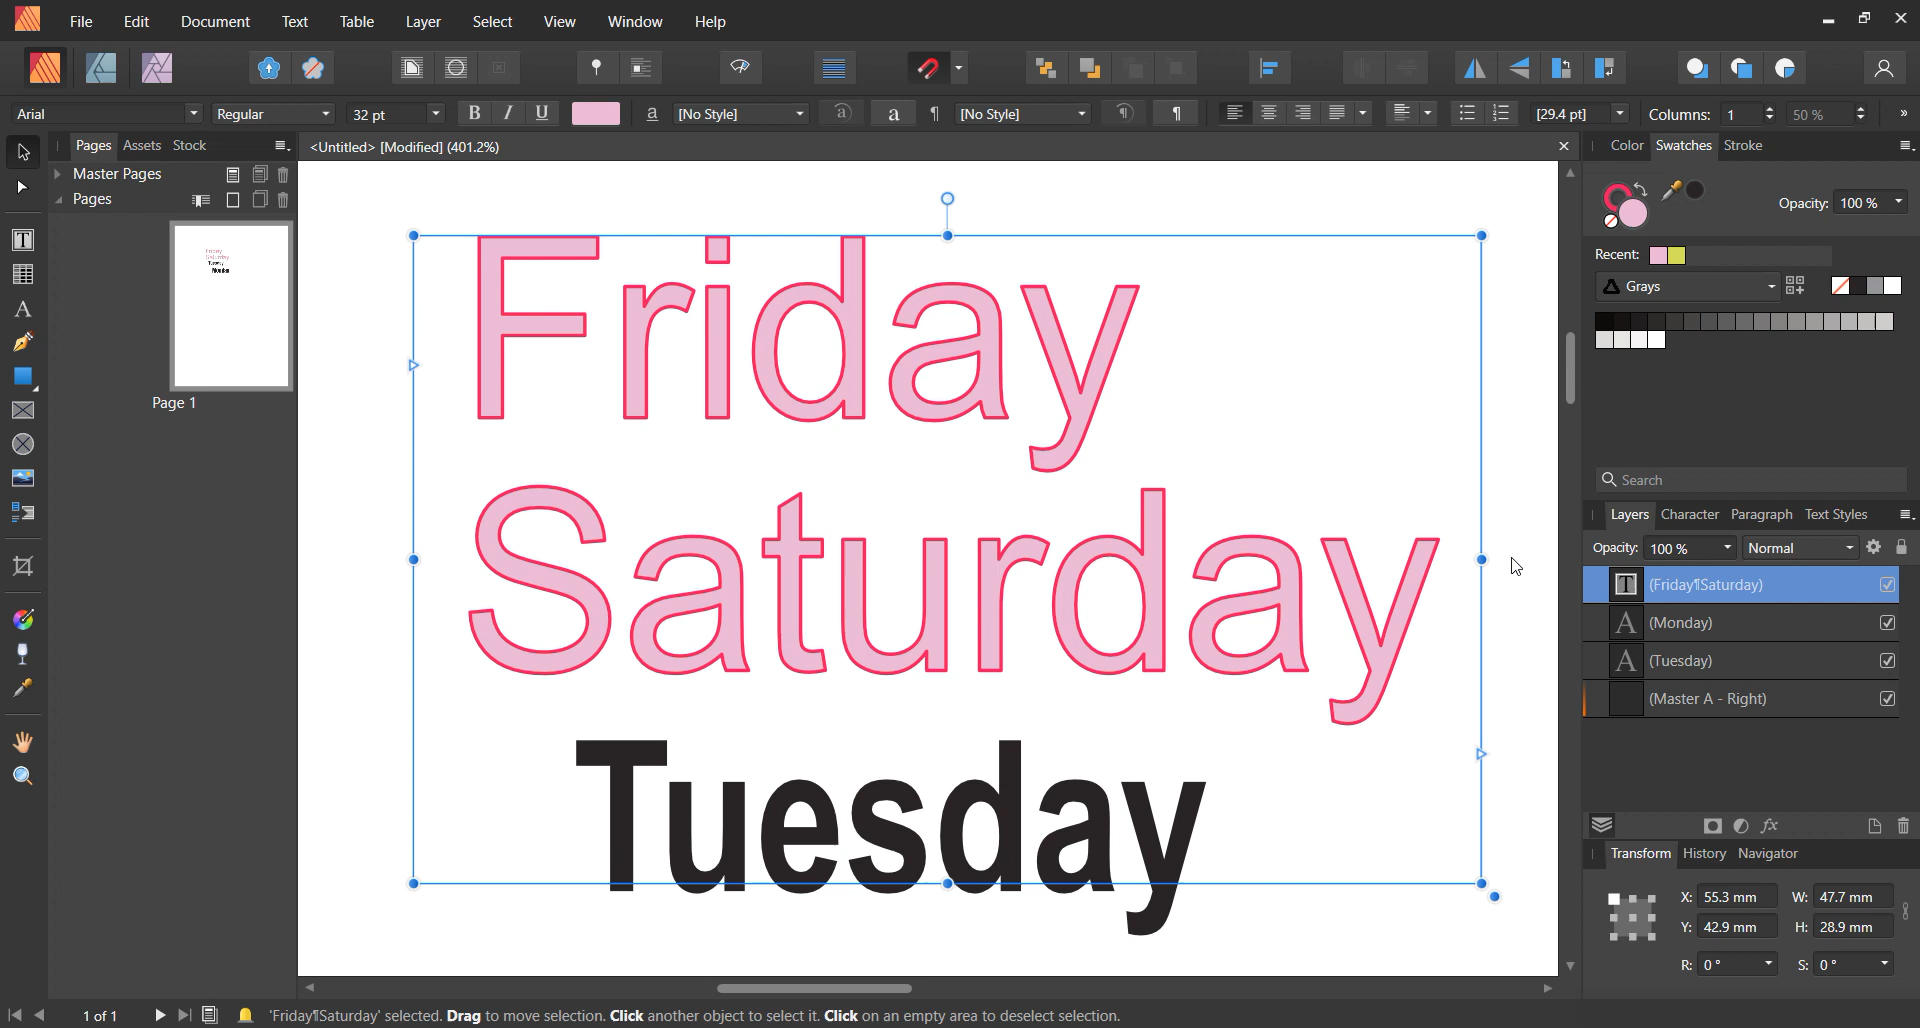 File Edit Document Text Table Layer Select View Window Help
Arial Regular 32 pt B I U a [No Style] a a ¶ [No Style] ¶ ¶ [29.4 pt] Columns: 1 50 % »
Pages Assets Stock
<Untitled> [Modified] (401.2%)
Color Swatches Stroke
Master Pages
Pages
Page 1
Opacity: 100 %
Recent:
Grays
Search
Friday
Saturday
Tuesday
Layers Character Paragraph Text Styles
Opacity: 100 % Normal
T (Friday¶Saturday)
A (Monday)
A (Tuesday)
(Master A - Right)
fx
Transform History Navigator
X: 55.3 mm W: 47.7 mm
Y: 42.9 mm H: 28.9 mm
R: 0 ° S: 0 °
1 of 1 'Friday¶Saturday' selected. Drag to move selection. Click another object to select it. Click on an empty area to deselect selection.